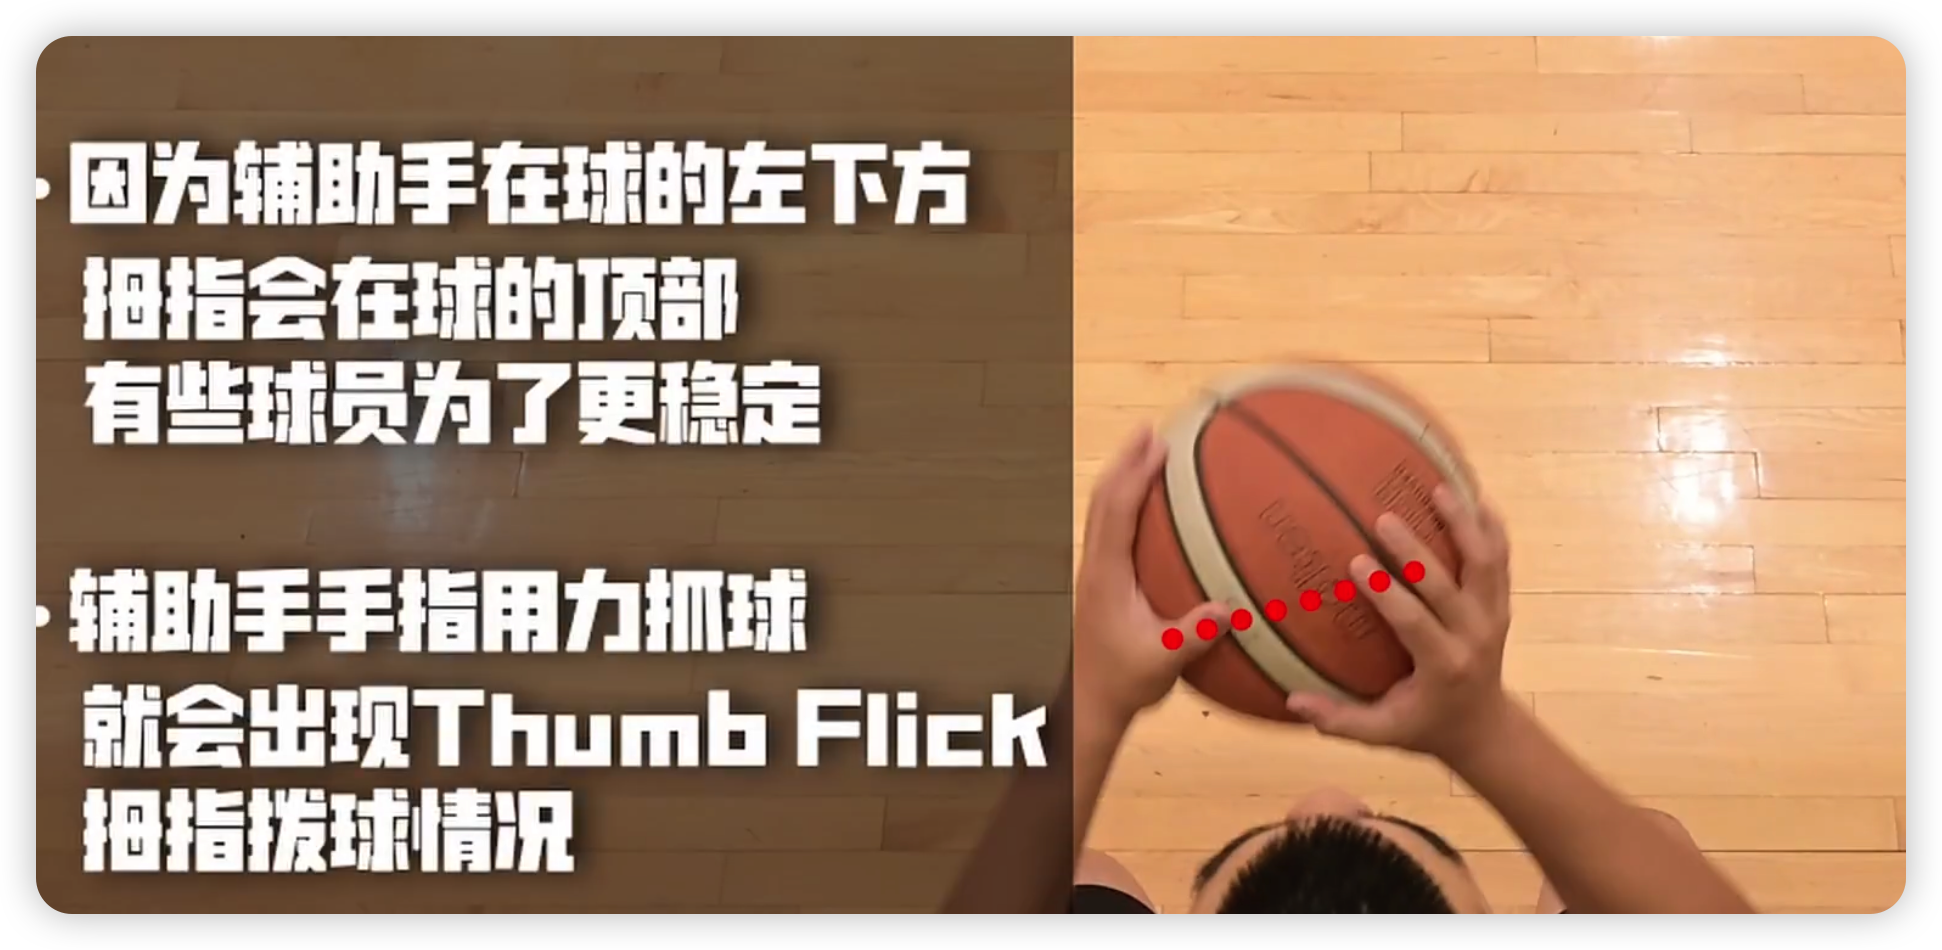 因为辅助手在球的左下方
拇指会在球的顶部
有些球员为了更稳定
辅助手手指用力抓球
就会出现Thumb Flick
拇指拨球情况